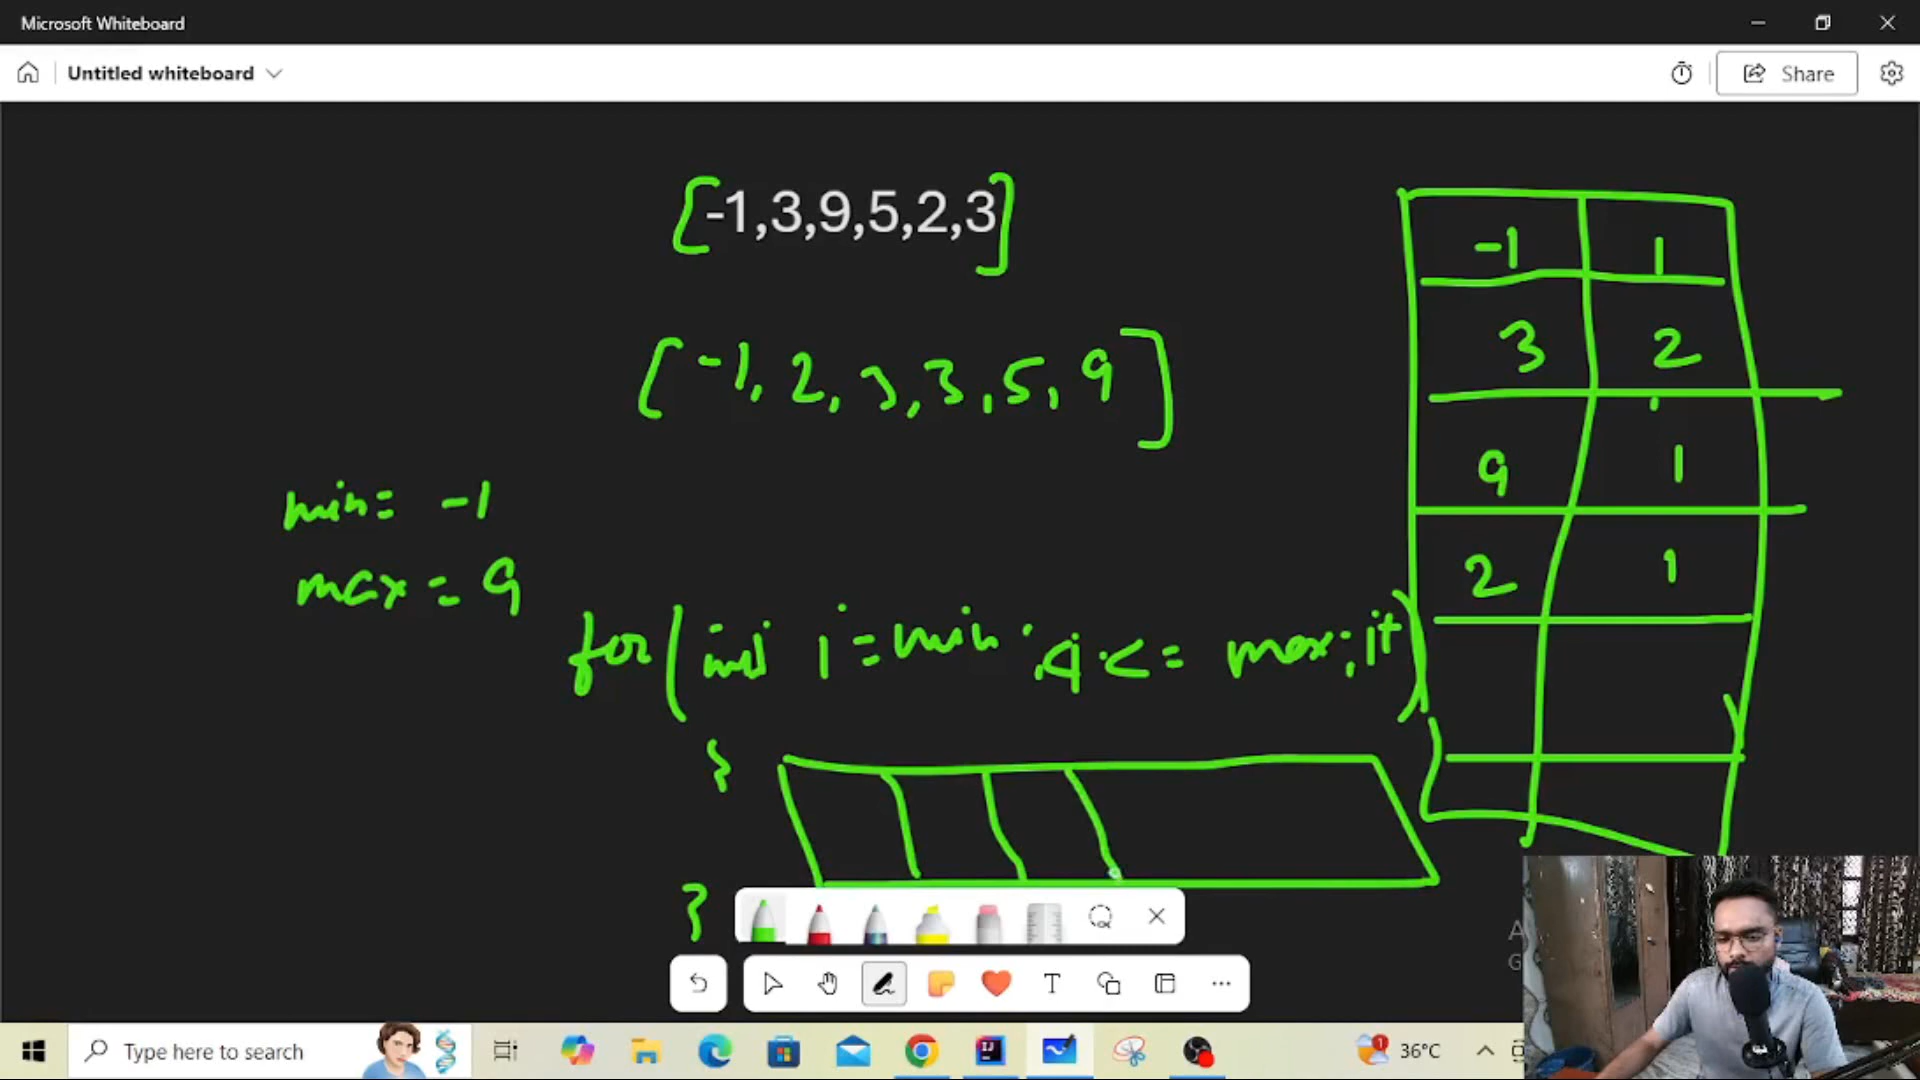 Microsoft Whiteboard
Untitled whiteboard
Share
[-1,3,9,5,2,3]
[-1, 2, 3, 3, 5, 9]
min= -1
max = 9
for(int i=min; i<= max; i+)
}
}
-1 1
3 2
9 1
2 1
T
Type here to search
1
36°C